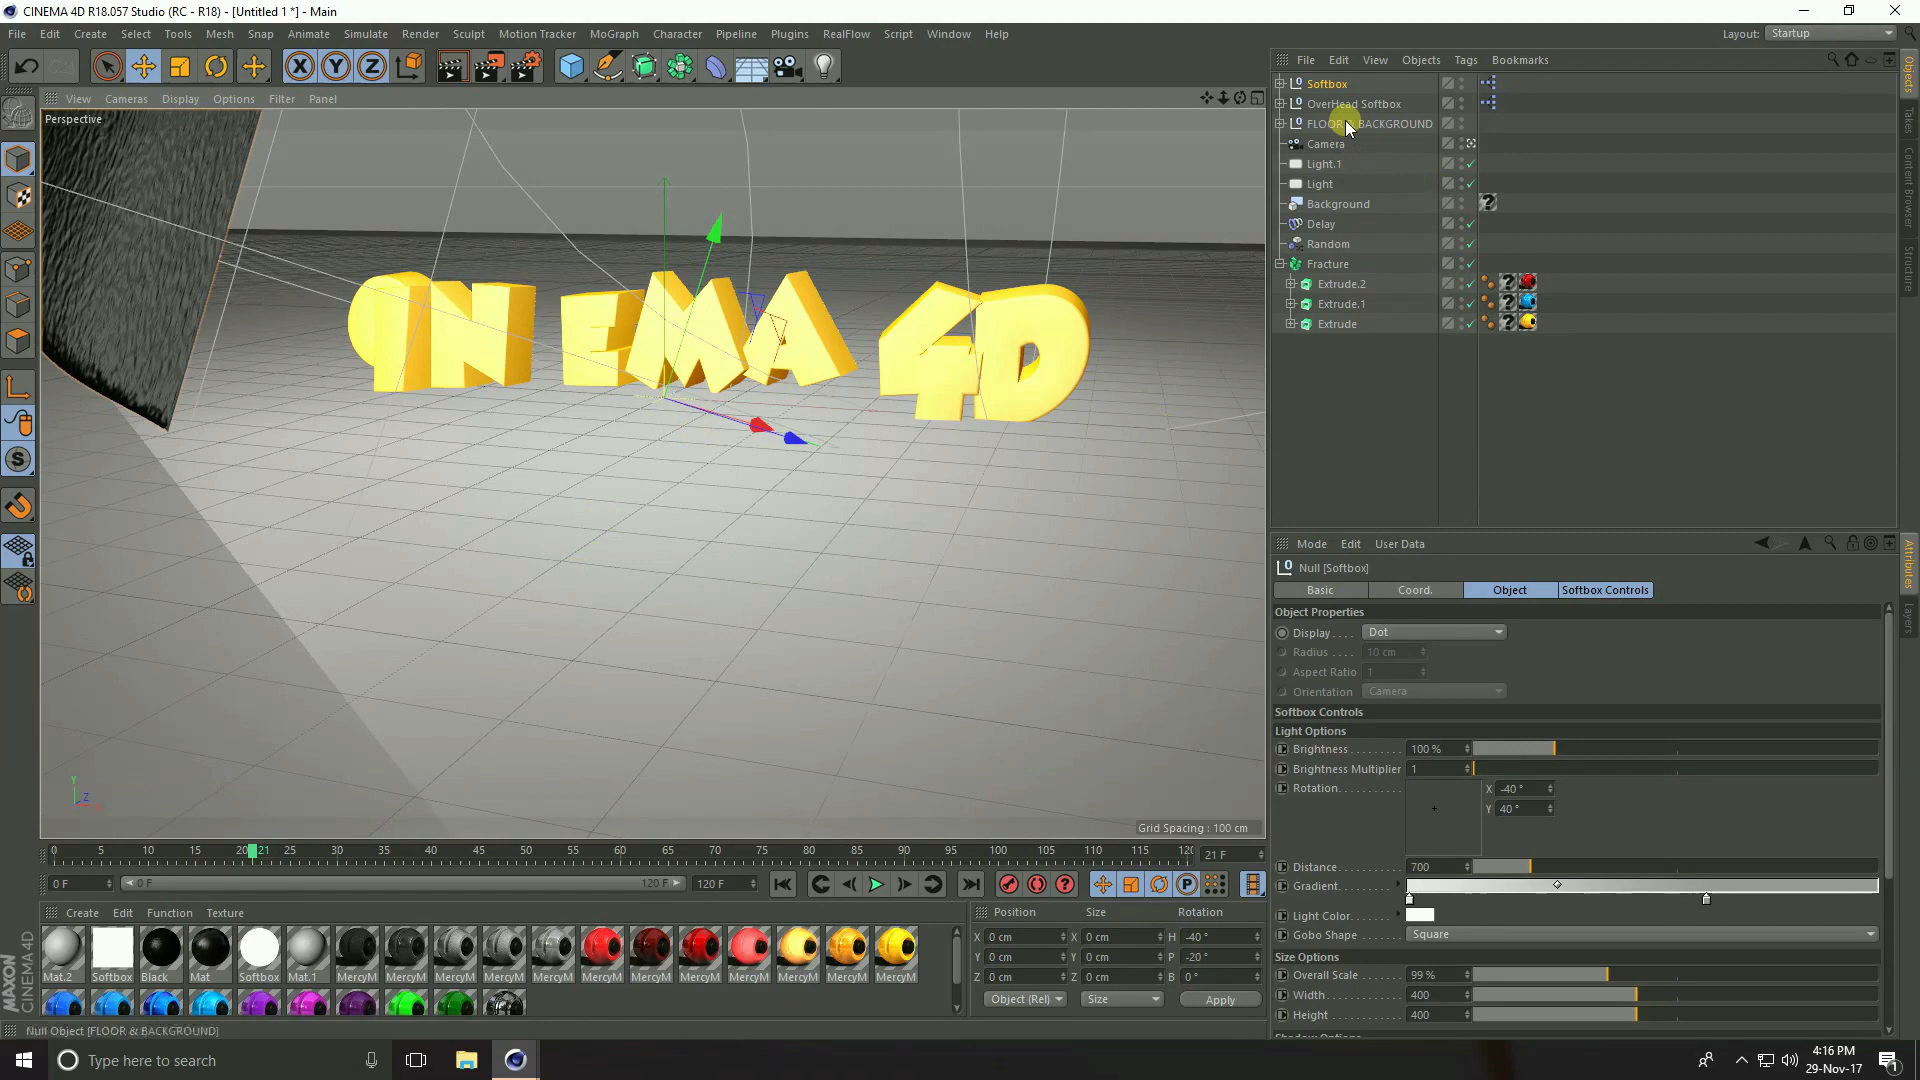 CINEMA 4D R18.057 Studio (RC - R18) - [Untitled 1 *] - Main
File Edit Create Select Tools Mesh Snap Animate Simulate Render Sculpt Motion Tracker MoGraph Character Pipeline Plugins RealFlow Script Window Help
Layout: Startup
File Edit View Objects Tags Bookmarks
View Cameras Display Options Filter Panel
Perspective
Softbox
OverHead Softbox
FLOOR & BACKGROUND
Camera
Light.1
Light
Background
Delay
Random
Fracture
Extrude.2
Extrude.1
Extrude
Objects
Takes
Content Browser
Structure
CINEMA 4D
Y
Z
Grid Spacing : 100 cm
Mode Edit User Data
Null [Softbox]
Basic Coord. Object Softbox Controls
Object Properties
Display Dot
Radius 10 cm
Aspect Ratio 1
Orientation Camera
Softbox Controls
Light Options
Brightness 100 %
Brightness Multiplier 1
Rotation X -40 °
Y 40 °
Distance 700
Gradient
Light Color
Gobo Shape Square
Size Options
Overall Scale 99 %
Width 400
Height 400
Attributes
Layers
0 5 10 15 20 21 25 30 35 40 45 50 55 60 65 70 75 80 85 90 95 100 105 110 115 120
21 F
0 F 0 F 120 F 120 F
Create Edit Function Texture
Mat.2 Softbox Black Mat Softbox Mat.1 MercyM MercyM MercyM MercyM MercyM MercyM MercyM MercyM MercyM MercyM MercyM MercyM
Position Size Rotation
X 0 cm X 0 cm H -40 °
Y 0 cm Y 0 cm P -20 °
Z 0 cm Z 0 cm B 0 °
Object (Rel) Size Apply
MAXON CINEMA 4D
Null Object [FLOOR & BACKGROUND]
Type here to search
4:16 PM
29-Nov-17
1